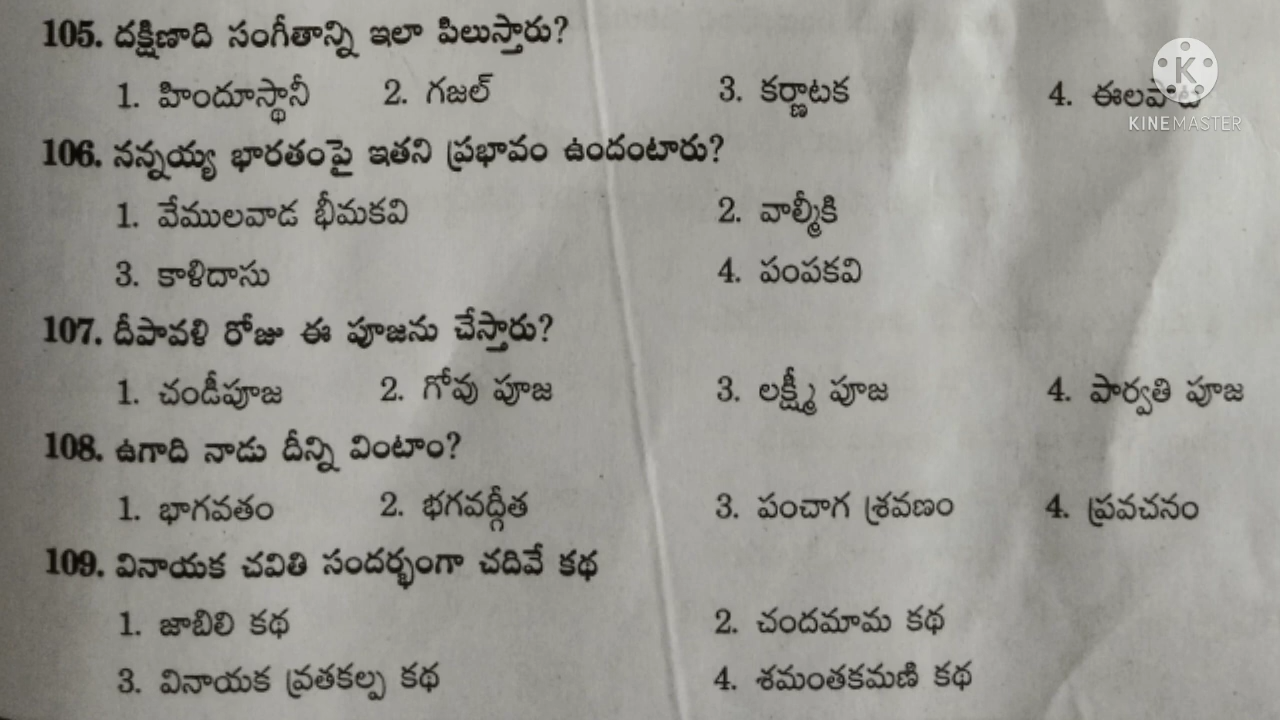 105. దక్షిణాది సంగీతాన్ని ఇలా పిలుస్తారు?
1. హిందూస్థానీ 2. గజల్ 3. కర్ణాటక 4.
KINEMASTER
106. నన్నయ్య భారతంపై ఇతని ప్రభావం ఉందంటారు?
1. వేములవాడ భీమకవి 2. వాల్మీకి
3. కాళిదాసు 4. పంపకవి
107. దీపావళి రోజు ఈ పూజను చేస్తారు?
1. చండీపూజ 2. గోవు పూజ 3. లక్ష్మీ పూజ 4. పార్వతి పూజ
108. ఉగాది నాడు దీన్ని వింటాం?
1. భాగవతం 2. భగవద్గీత 3. పంచాగ శ్రవణం 4. ప్రవచనం
109. వినాయక చవితి సందర్భంగా చదివే కథ
1. జాబిలి కథ 2. చందమామ కథ
3. వినాయక వ్రతకల్ప కథ 4. శమంతకమణి కథ